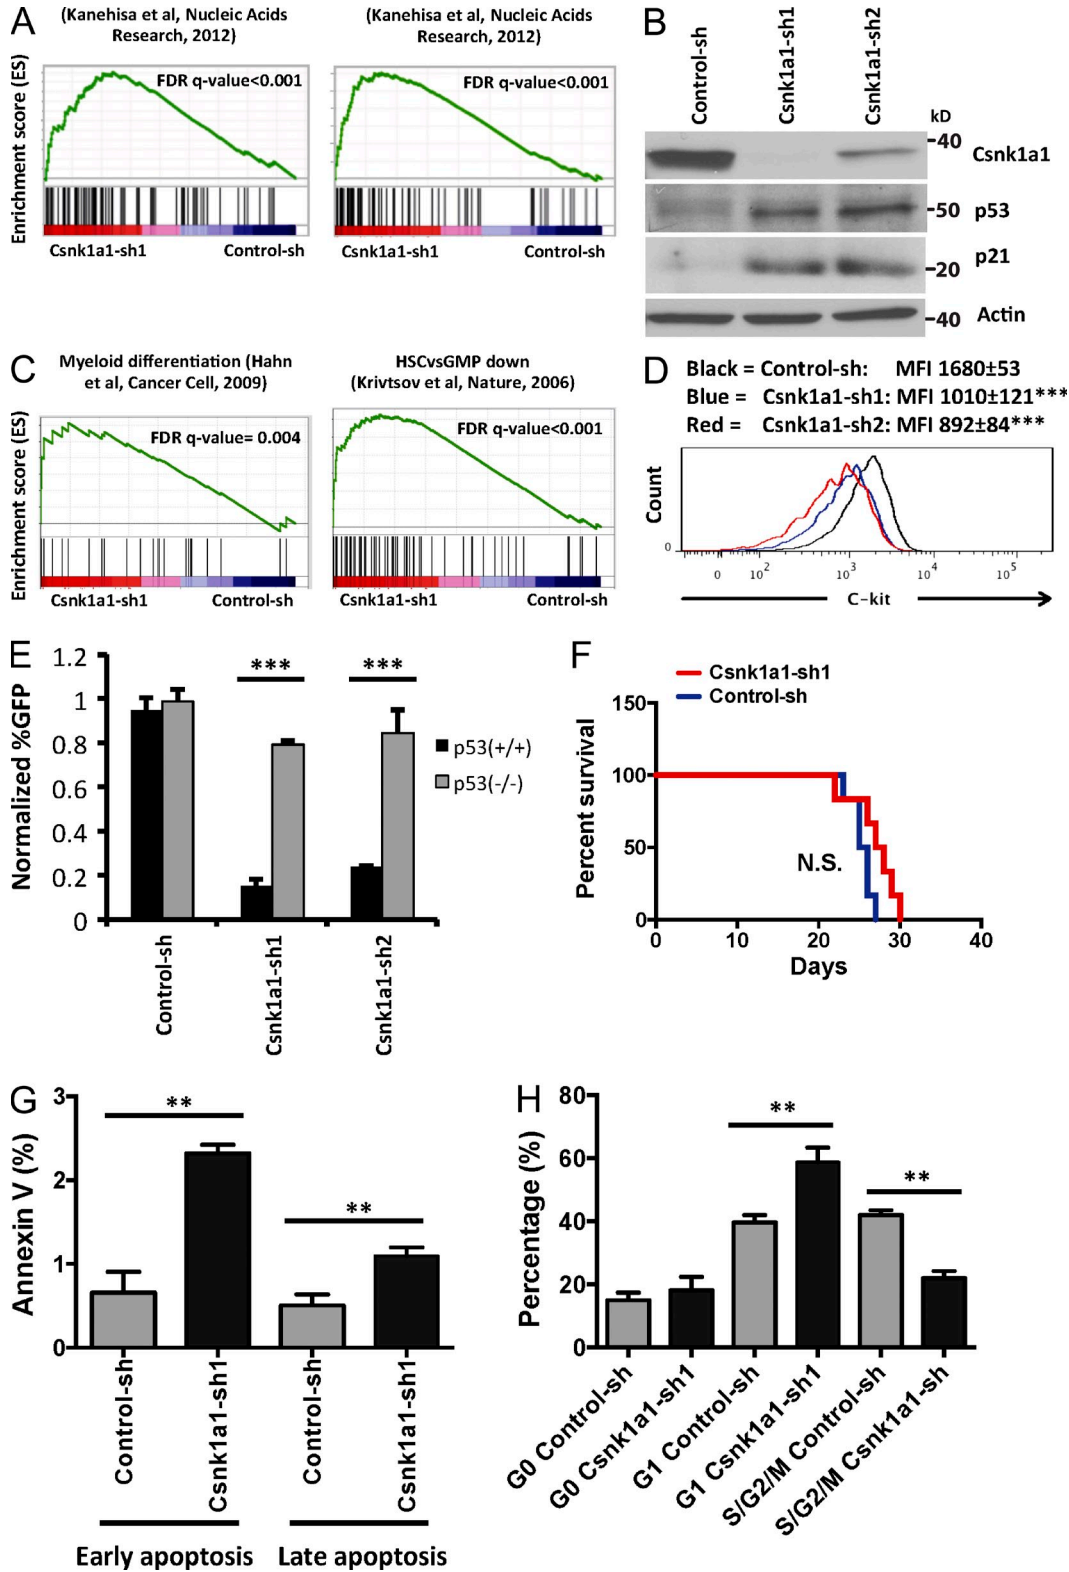 A
(Kanehisa et al, Nucleic Acids
Research, 2012)
(Kanehisa et al, Nucleic Acids
Research, 2012)
Enrichment score (ES)
FDR q-value<0.001
FDR q-value<0.001
Csnk1a1-sh1
Control-sh
Csnk1a1-sh1
Control-sh
B
Control-sh
Csnk1a1-sh1
Csnk1a1-sh2
kD
40
Csnk1a1
50
p53
20
p21
40
Actin
C
Myeloid differentiation (Hahn
et al, Cancer Cell, 2009)
HSCvsGMP down
(Krivtsov et al, Nature, 2006)
Enrichment score (ES)
FDR q-value= 0.004
FDR q-value<0.001
Csnk1a1-sh1
Control-sh
Csnk1a1-sh1
Control-sh
D
Black = Control-sh: MFI 1680±53
Blue = Csnk1a1-sh1: MFI 1010±121***
Red = Csnk1a1-sh2: MFI 892±84***
Count
0
0 10² 10³ 10⁴ 10⁵
C-kit
E
Normalized %GFP
1.2
1
0.8
0.6
0.4
0.2
0
***
***
p53(+/+)
p53(-/-)
Control-sh
Csnk1a1-sh1
Csnk1a1-sh2
F
Csnk1a1-sh1
Control-sh
Percent survival
150
100
50
0
N.S.
0 10 20 30 40
Days
G
Annexin V (%)
3
2
1
0
**
**
Control-sh
Csnk1a1-sh1
Control-sh
Csnk1a1-sh1
Early apoptosis
Late apoptosis
H
Percentage (%)
80
60
40
20
0
**
**
G0 Control-sh
G0 Csnk1a1-sh1
G1 Control-sh
G1 Csnk1a1-sh1
S/G2/M Control-sh
S/G2/M Csnk1a1-sh